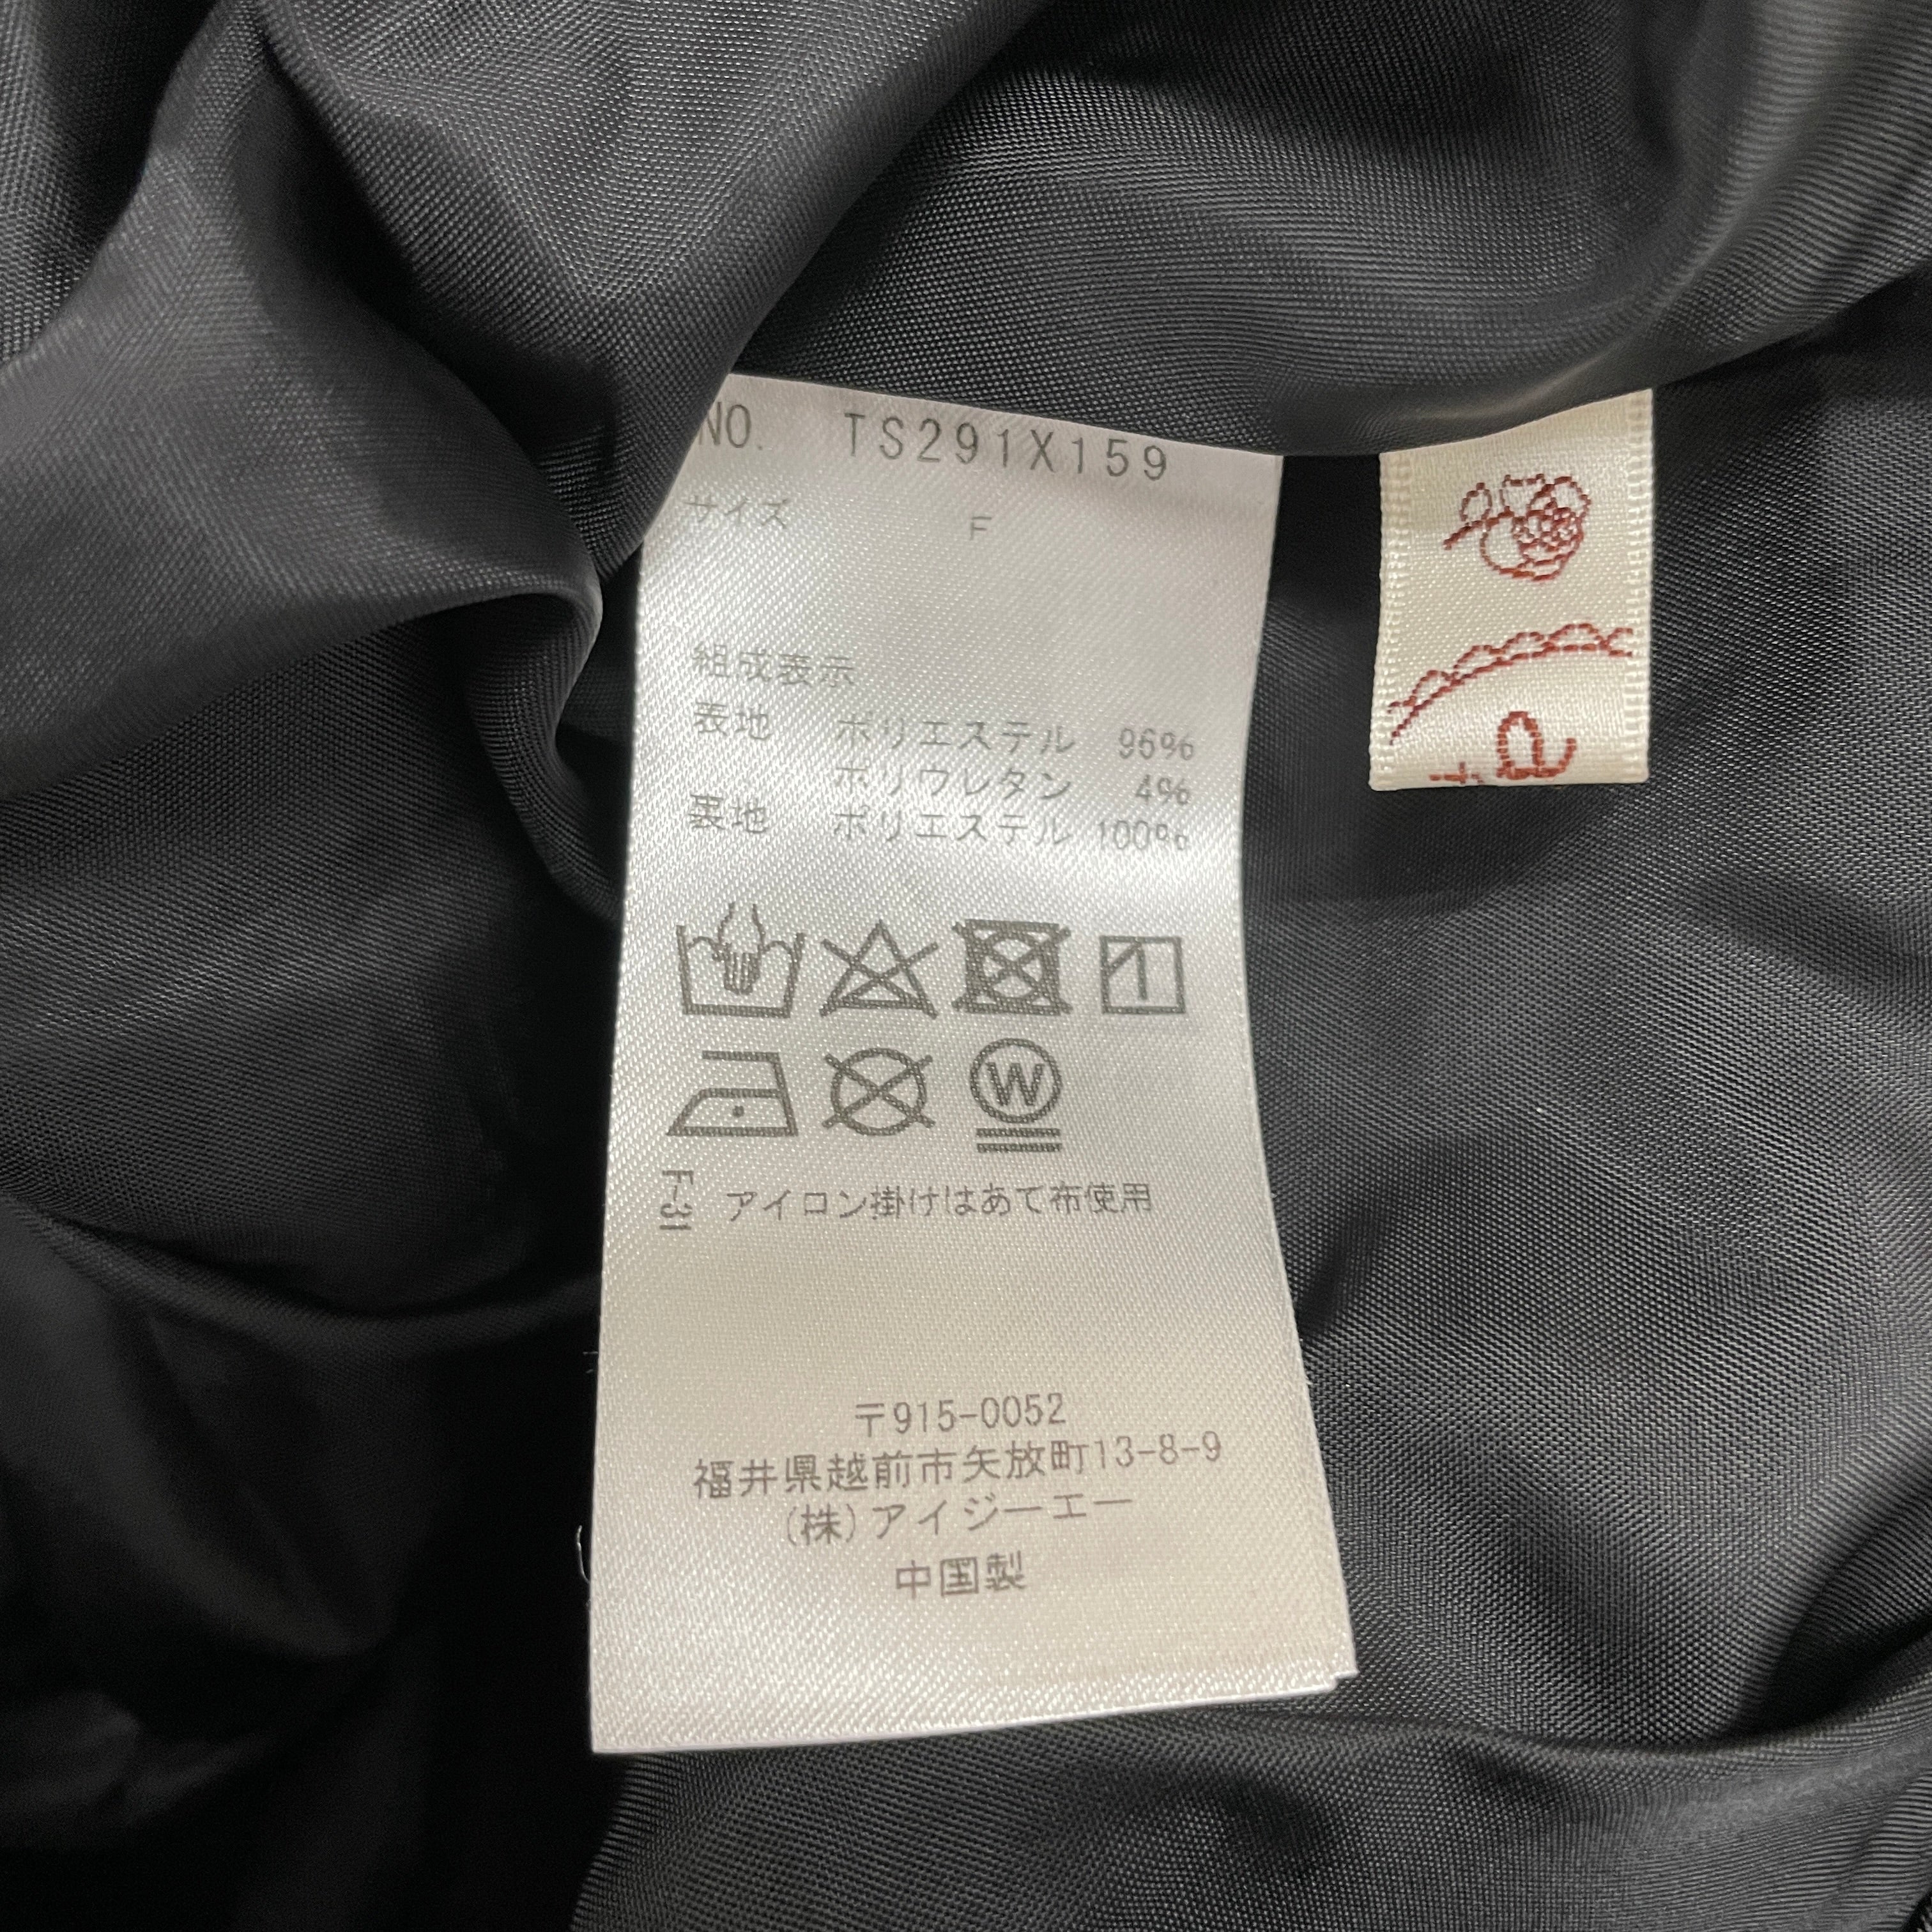 NO. TS291X159
サイズ F
組成表示
表地 ポリエステル 96%
ポリウレタン 4%
裏地 ポリエステル 100%
1
W
F-31 アイロン掛けはあて布使用
〒915-0052
福井県越前市矢放町13-8-9
(株)アイジーエー
中国製